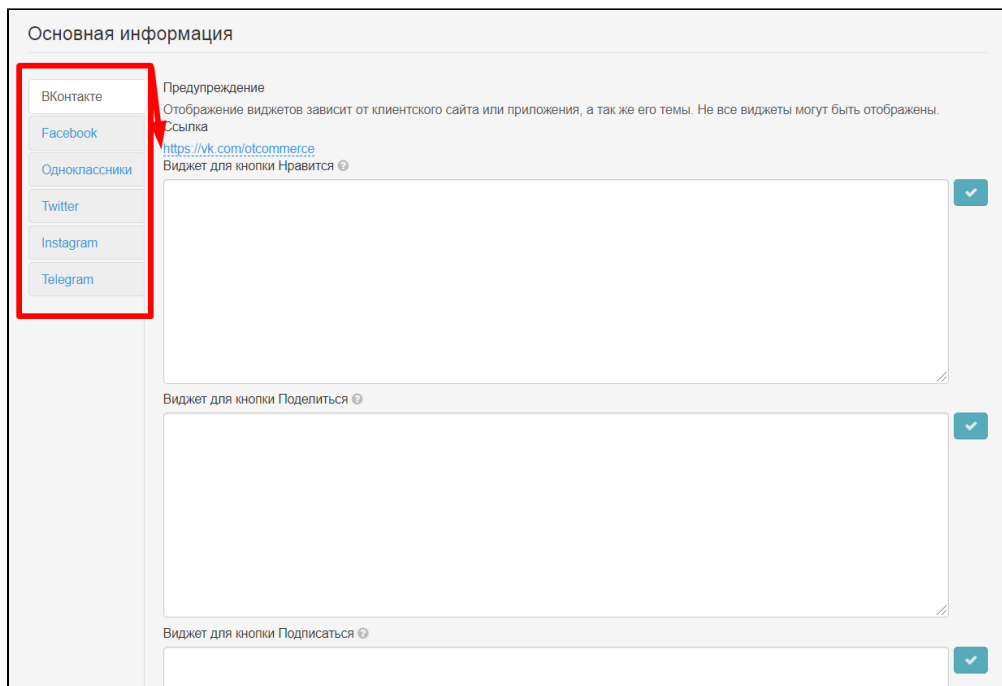 Основная информация
ВКонтакте
Facebook
Одноклассники
Twitter
Instagram
Telegram
Предупреждение
Отображение виджетов зависит от клиентского сайта или приложения, а так же его темы. Не все виджеты могут быть отображены.
Ссылка
https://vk.com/otcommerce
Виджет для кнопки Нравится
Виджет для кнопки Поделиться
Виджет для кнопки Подписаться